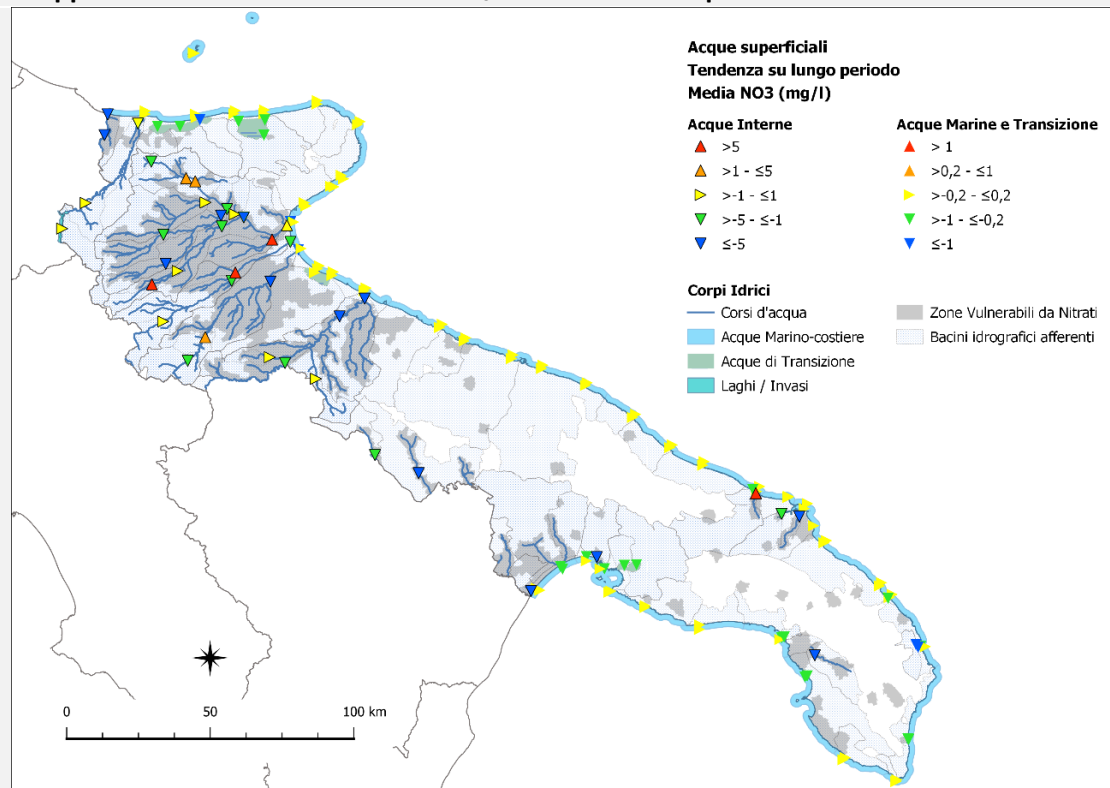 Acque superficiali
Tendenza su lungo periodo
Media NO3 (mg/l)
Acque Interne
>5
>1 - ≤5
>-1 - ≤1
>-5 - ≤-1
≤-5
Acque Marine e Transizione
> 1
>0,2 - ≤1
>-0,2 - ≤0,2
>-1 - ≤-0,2
≤-1
Corpi Idrici
Corsi d'acqua
Acque Marino-costiere
Acque di Transizione
Laghi / Invasi
Zone Vulnerabili da Nitrati
Bacini idrografici afferenti
0 50 100 km